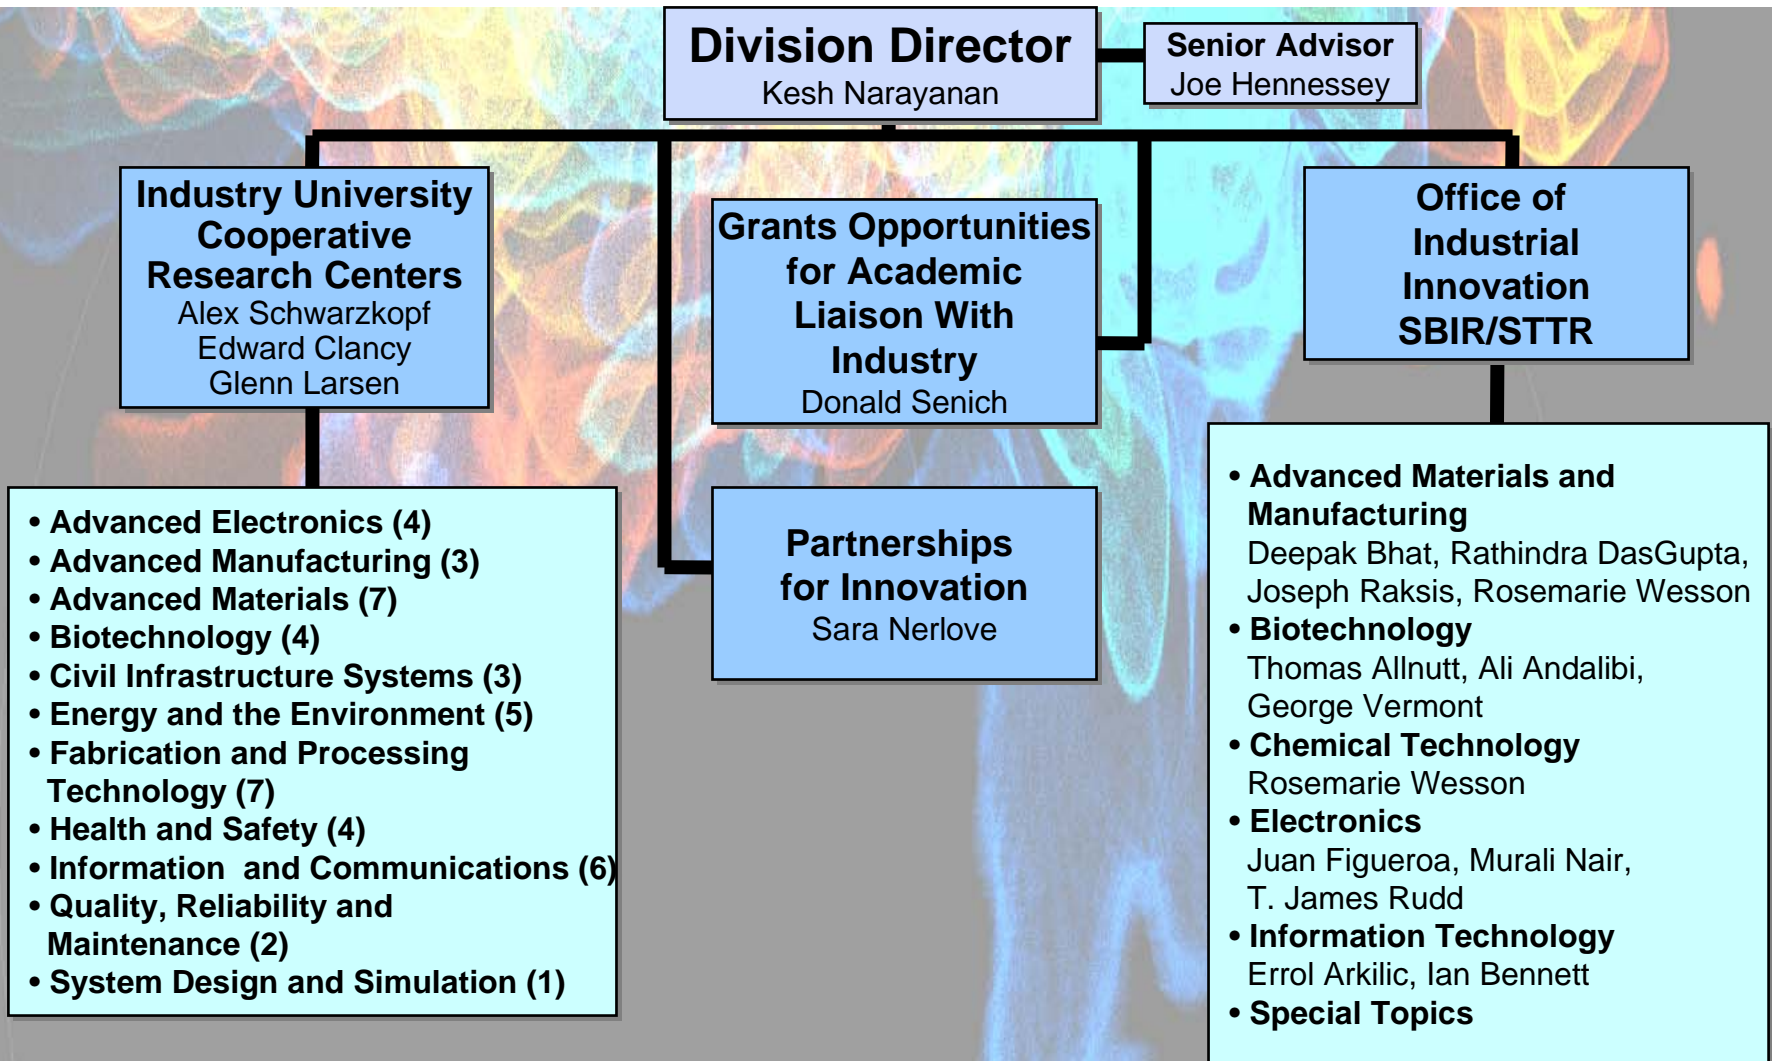 Division Director
Kesh Narayanan
Senior Advisor
Joe Hennessey
Industry University
Cooperative
Research Centers
Alex Schwarzkopf
Edward Clancy
Glenn Larsen
Grants Opportunities
for Academic
Liaison With
Industry
Donald Senich
Office of
Industrial
Innovation
SBIR/STTR
• Advanced Electronics (4)
• Advanced Manufacturing (3)
• Advanced Materials (7)
• Biotechnology (4)
• Civil Infrastructure Systems (3)
• Energy and the Environment (5)
• Fabrication and Processing
Technology (7)
• Health and Safety (4)
• Information  and Communications (6)
• Quality, Reliability and
Maintenance (2)
• System Design and Simulation (1)
Partnerships
for Innovation
Sara Nerlove
• Advanced Materials and
Manufacturing
Deepak Bhat, Rathindra DasGupta,
Joseph Raksis, Rosemarie Wesson
• Biotechnology
Thomas Allnutt, Ali Andalibi,
George Vermont
• Chemical Technology
Rosemarie Wesson
• Electronics
Juan Figueroa, Murali Nair,
T. James Rudd
• Information Technology
Errol Arkilic, Ian Bennett
• Special Topics